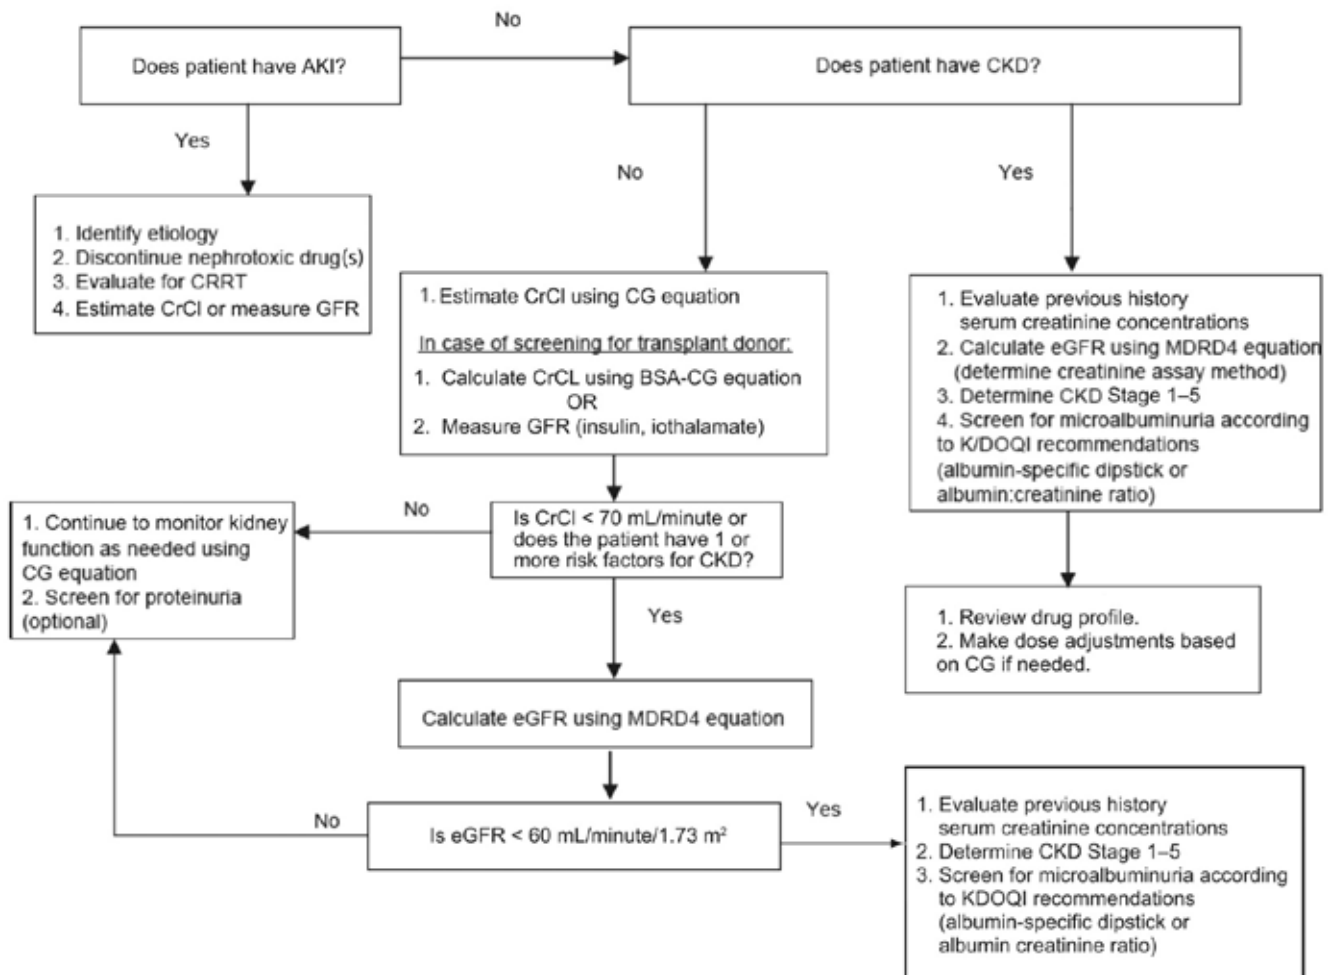 No
Does patient have AKI?
Does patient have CKD?
Yes
No
Yes
1. Identify etiology
2. Discontinue nephrotoxic drug(s)
3. Evaluate for CRRT
4. Estimate CrCl or measure GFR
1. Estimate CrCl using CG equation
In case of screening for transplant donor:
1. Calculate CrCL using BSA-CG equation
OR
2. Measure GFR (insulin, iothalamate)
1. Evaluate previous history
serum creatinine concentrations
2. Calculate eGFR using MDRD4 equation
(determine creatinine assay method)
3. Determine CKD Stage 1–5
4. Screen for microalbuminuria according
to K/DOQI recommendations
(albumin-specific dipstick or
albumin:creatinine ratio)
No
1. Continue to monitor kidney
function as needed using
CG equation
2. Screen for proteinuria
(optional)
Is CrCl < 70 mL/minute or
does the patient have 1 or
more risk factors for CKD?
Yes
1. Review drug profile.
2. Make dose adjustments based
on CG if needed.
Calculate eGFR using MDRD4 equation
No
Is eGFR < 60 mL/minute/1.73 m²
Yes
1. Evaluate previous history
serum creatinine concentrations
2. Determine CKD Stage 1–5
3. Screen for microalbuminuria according
to KDOQI recommendations
(albumin-specific dipstick or
albumin creatinine ratio)